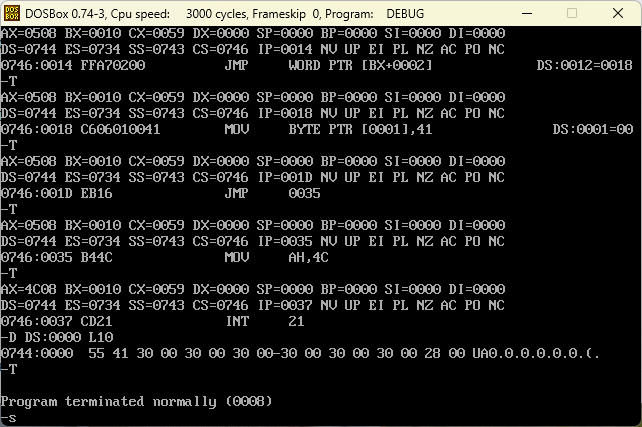 DOSBox 0.74-3, Cpu speed: 3000 cycles, Frameskip 0, Program: DEBUG
AX=0508 BX=0010 CX=0059 DX=0000 SP=0000 BP=0000 SI=0000 DI=0000
DS=0744 ES=0734 SS=0743 CS=0746 IP=0014 NV UP EI PL NZ AC PO NC
0746:0014 FFA70200 JMP WORD PTR [BX+0002] DS:0012=0018
-T
AX=0508 BX=0010 CX=0059 DX=0000 SP=0000 BP=0000 SI=0000 DI=0000
DS=0744 ES=0734 SS=0743 CS=0746 IP=0018 NV UP EI PL NZ AC PO NC
0746:0018 C606010041 MOV BYTE PTR [0001],41 DS:0001=00
-T
AX=0508 BX=0010 CX=0059 DX=0000 SP=0000 BP=0000 SI=0000 DI=0000
DS=0744 ES=0734 SS=0743 CS=0746 IP=001D NV UP EI PL NZ AC PO NC
0746:001D EB16 JMP 0035
-T
AX=0508 BX=0010 CX=0059 DX=0000 SP=0000 BP=0000 SI=0000 DI=0000
DS=0744 ES=0734 SS=0743 CS=0746 IP=0035 NV UP EI PL NZ AC PO NC
0746:0035 B44C MOV AH,4C
-T
AX=4C08 BX=0010 CX=0059 DX=0000 SP=0000 BP=0000 SI=0000 DI=0000
DS=0744 ES=0734 SS=0743 CS=0746 IP=0037 NV UP EI PL NZ AC PO NC
0746:0037 CD21 INT 21
-D DS:0000 L10
0744:0000 55 41 30 00 30 00 30 00-30 00 30 00 30 00 28 00 UA0.0.0.0.0.0.(.
-T
Program terminated normally (0008)
-s